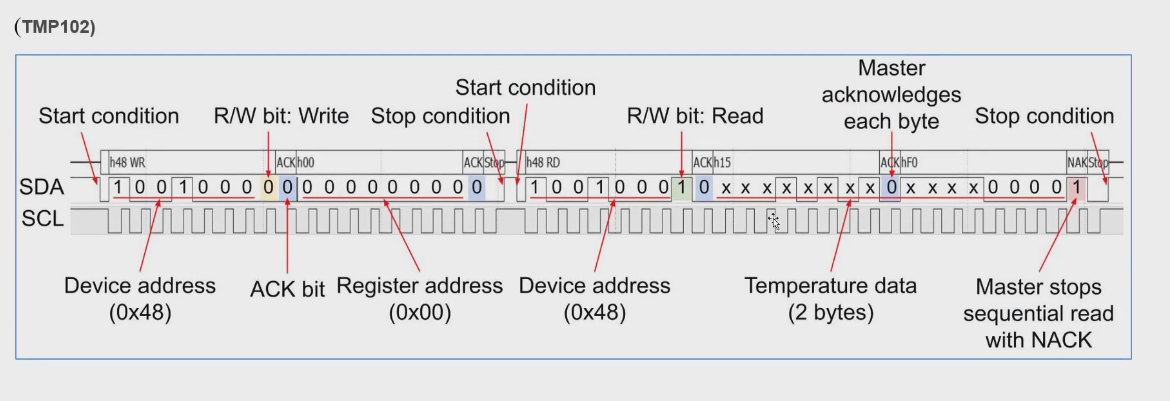 (TMP102)
Start condition
Master
acknowledges
each byte
Start condition
R/W bit: Write
Stop condition
R/W bit: Read
Stop condition
h48 WR
ACK
h00
ACK
Stop
h48 RD
ACK
h15
ACK
hF0
NAK
Stop
SDA
1 0 0 1 0 0 0 0 0 0 0 0 0 0 0 0 0 0
1 0 0 1 0 0 0 1 0 x x x x x x x x 0 x x x x 0 0 0 0 1
SCL
Device address
(0x48)
ACK bit
Register address
(0x00)
Device address
(0x48)
Temperature data
(2 bytes)
Master stops
sequential read
with NACK